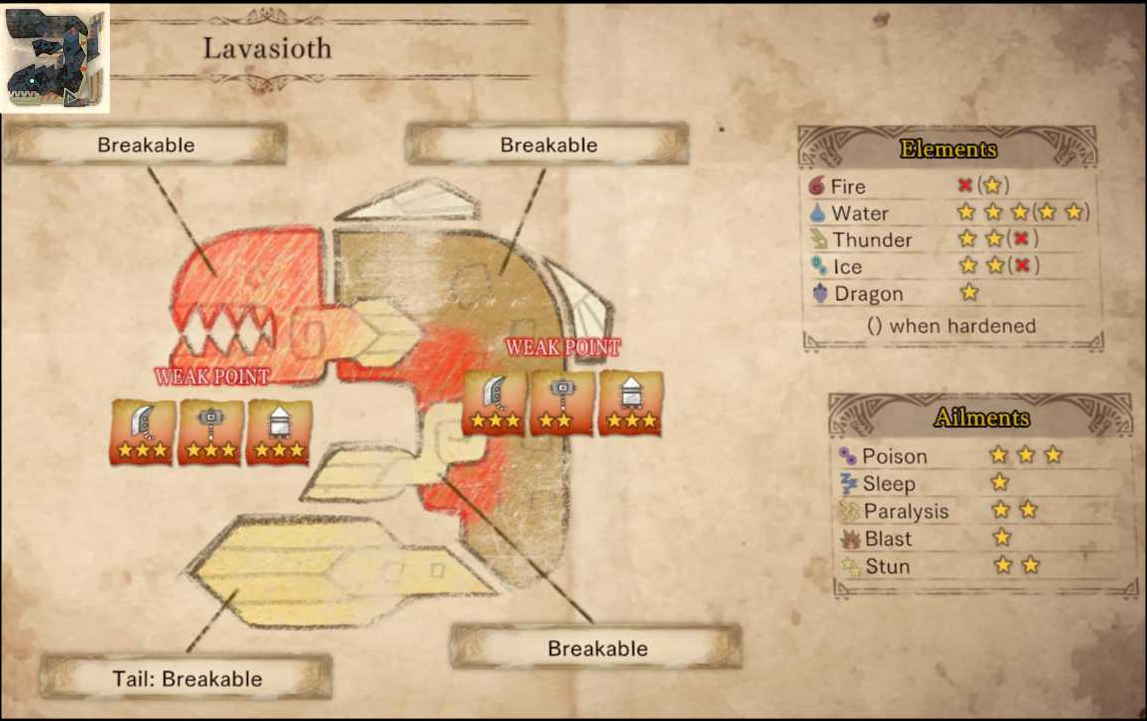 Lavasioth
Breakable
Breakable
Elements
Fire ✖(★)
Water ★★★(★★)
Thunder ★★(✖)
Ice ★★(✖)
Dragon ★
() when hardened
WEAK POINT
WEAK POINT
★★★ ★★★ ★★★
★★★ ★★ ★★★
Ailments
Poison ★★★
Sleep ★
Paralysis ★★
Blast ★
Stun ★★
Breakable
Tail: Breakable